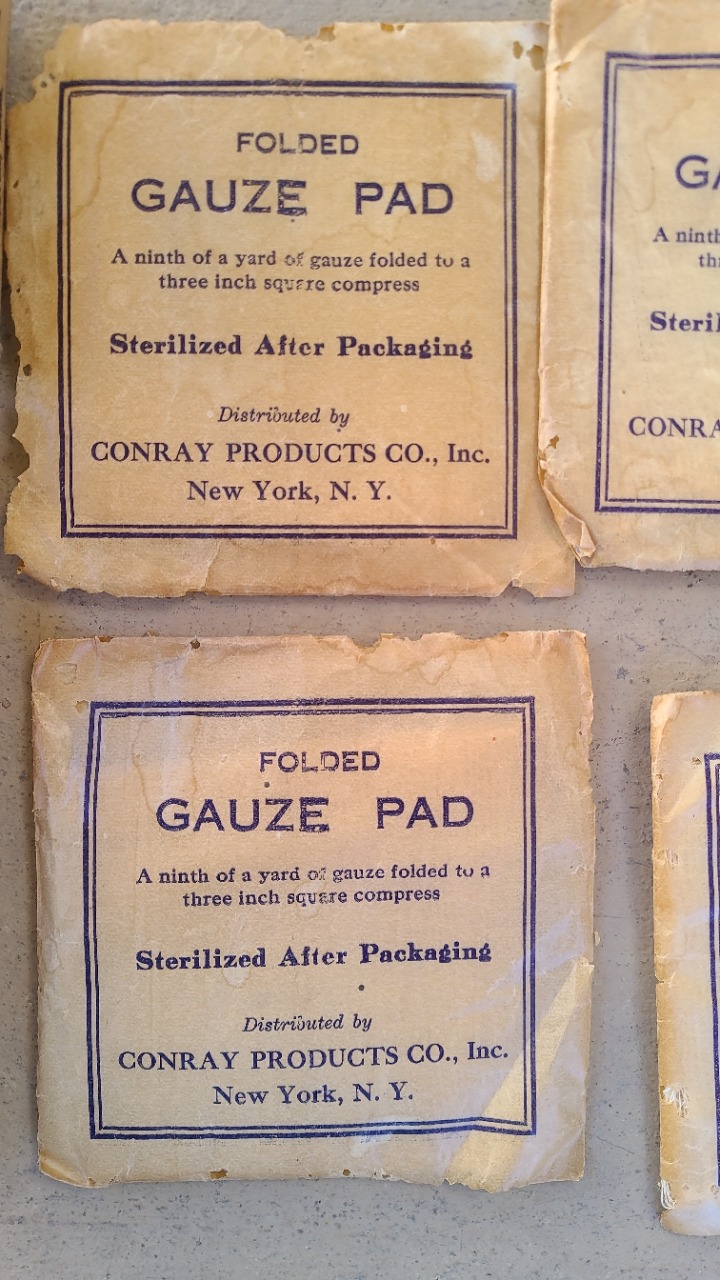 FOLDED
GAUZE PAD
A ninth of a yard of gauze folded to a
three inch square compress
Sterilized After Packaging
Distributed by
CONRAY PRODUCTS CO., Inc.
New York, N. Y.
GA
A ninth
th
Steril
CONRA
FOLDED
GAUZE PAD
A ninth of a yard of gauze folded to a
three inch square compress
Sterilized After Packaging
Distributed by
CONRAY PRODUCTS CO., Inc.
New York, N. Y.